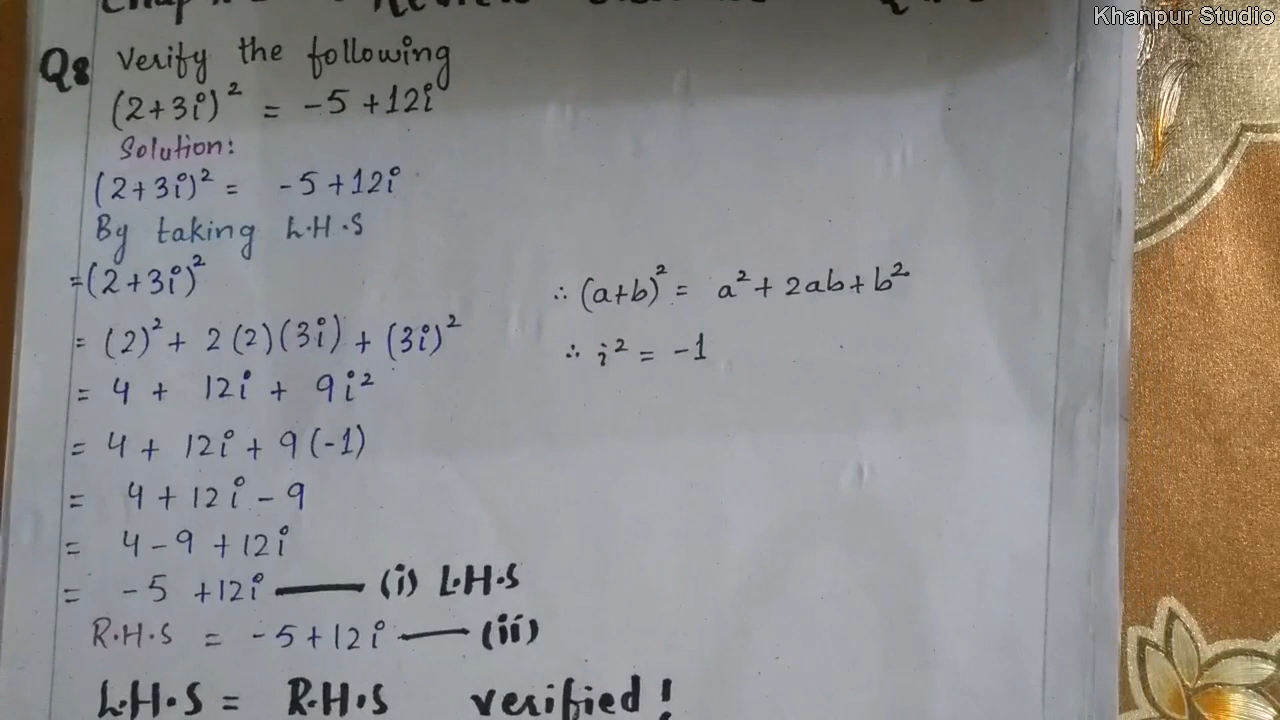 Khanpur Studio
Q8 Verify the following
(2+3i)² = -5+12i
Solution:
(2+3i)² = -5+12i
By taking L.H.S
=(2+3i)²
∴ (a+b)² = a²+2ab+b²
= (2)²+ 2(2)(3i)+(3i)²
∴ i² = -1
= 4 + 12i + 9i²
= 4 + 12i + 9(-1)
= 4+12i-9
= 4-9+12i
= -5 +12i —— (i) L.H.S
R.H.S = -5+12i —— (ii)
L.H.S = R.H.S verified!